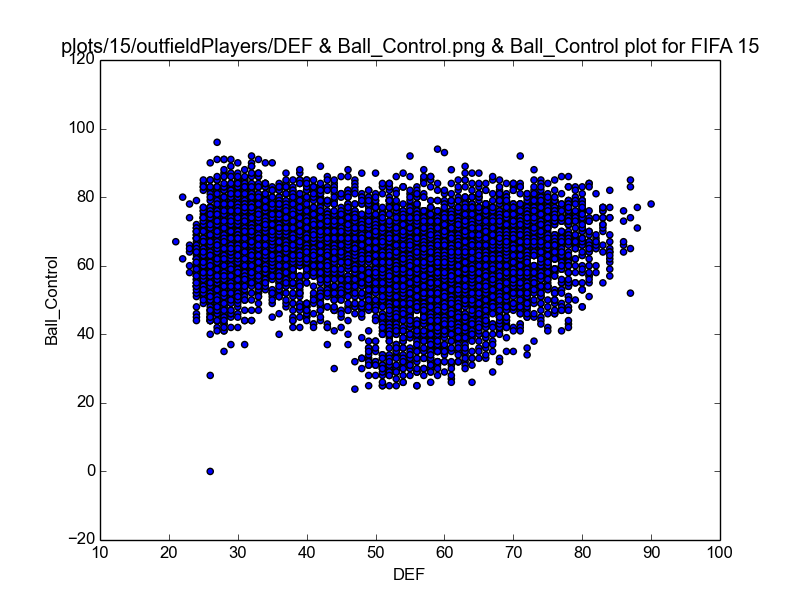 plots/15/outfieldPlayers/DEF & Ball_Control.png & Ball_Control plot for FIFA 15
120
100
80
60
40
20
0
−20
Ball_Control
10 20 30 40 50 60 70 80 90 100
DEF